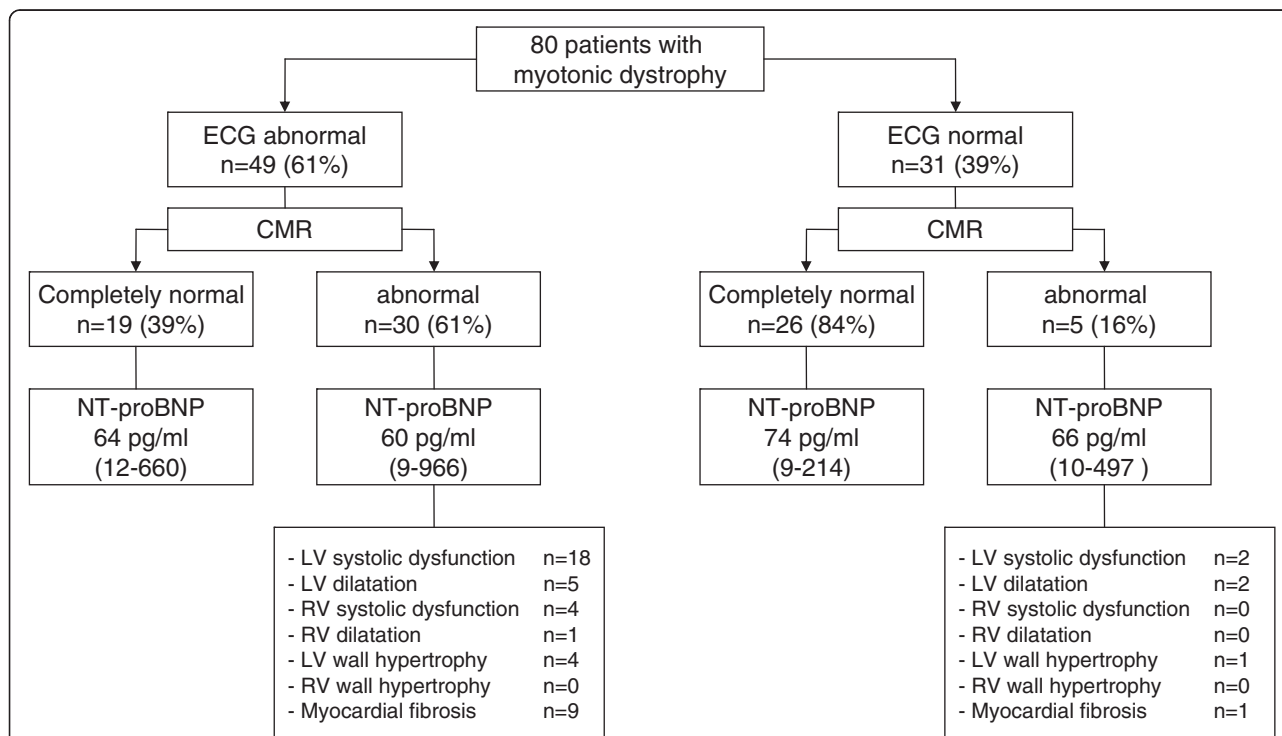 80 patients with
myotonic dystrophy
ECG abnormal
n=49 (61%)
ECG normal
n=31 (39%)
CMR
CMR
Completely normal
n=19 (39%)
abnormal
n=30 (61%)
Completely normal
n=26 (84%)
abnormal
n=5 (16%)
NT-proBNP
64 pg/ml
(12-660)
NT-proBNP
60 pg/ml
(9-966)
NT-proBNP
74 pg/ml
(9-214)
NT-proBNP
66 pg/ml
(10-497 )
- LV systolic dysfunction n=18
- LV dilatation n=5
- RV systolic dysfunction n=4
- RV dilatation n=1
- LV wall hypertrophy n=4
- RV wall hypertrophy n=0
- Myocardial fibrosis n=9
- LV systolic dysfunction n=2
- LV dilatation n=2
- RV systolic dysfunction n=0
- RV dilatation n=0
- LV wall hypertrophy n=1
- RV wall hypertrophy n=0
- Myocardial fibrosis n=1